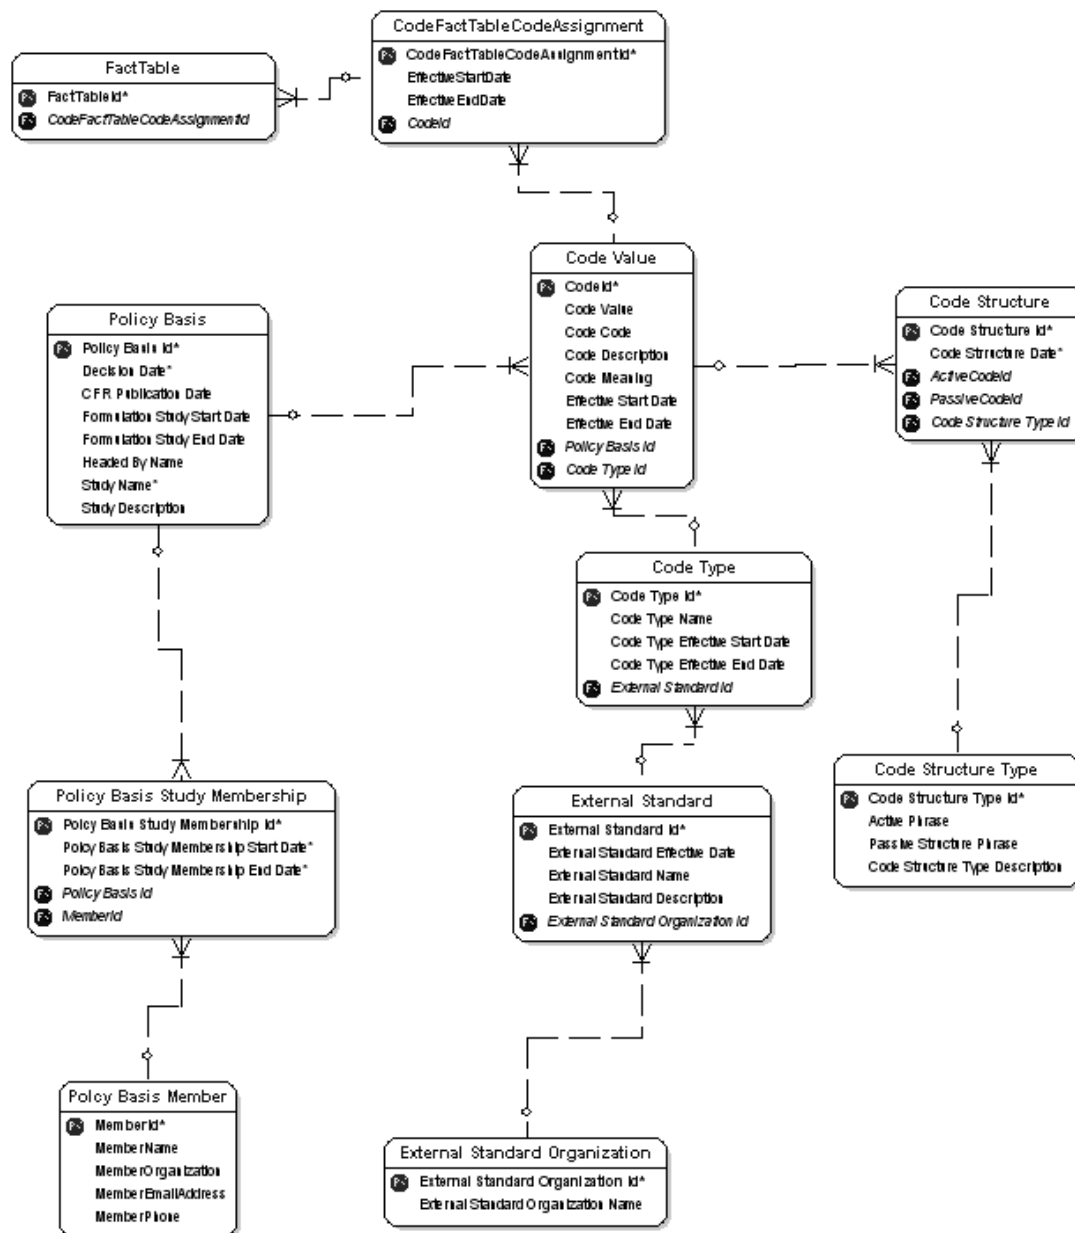 CodeFactTableCodeAssignment
CodeFactTableCodeAssignmentId*
EffectiveStartDate
EffectiveEndDate
CodeId
FactTable
FactTableId*
CodeFactTableCodeAssignmentId
Code Value
CodeId*
Code Value
Code Code
Code Description
Code Meaning
Effective Start Date
Effective End Date
Policy Basis Id
Code Type Id
Code Structure
Code Structure Id*
Code Strructure Date*
ActiveCodeId
PassiveCodeId
Code Structure Type Id
Policy Basis
Policy Basis Id*
Decision Date*
CFR Publication Date
Formulation Study Start Date
Formulation Study End Date
Headed By Name
Study Name*
Study Description
Code Type
Code Type Id*
Code Type Name
Code Type Effective Start Date
Code Type Effective End Date
External Standard Id
Code Structure Type
Code Structure Type Id*
Active Phrase
Passive Structure Phrase
Code Structure Type Description
Policy Basis Study Membership
Polcy Basis Study Membership Id*
Polcy Basis Study Membership Start Date*
Polcy Basis Study Membership End Date*
Policy Basis Id
MemberId
External Standard
External Standard Id*
External Standard Effective Date
External Standard Name
External Standard Description
External Standard Organization Id
Polcy Basis Member
MemberId*
MemberName
MemberOrganization
MemberEmailAddress
MemberPhone
External Standard Organization
External Standard Organization Id*
External Standard Organization Name